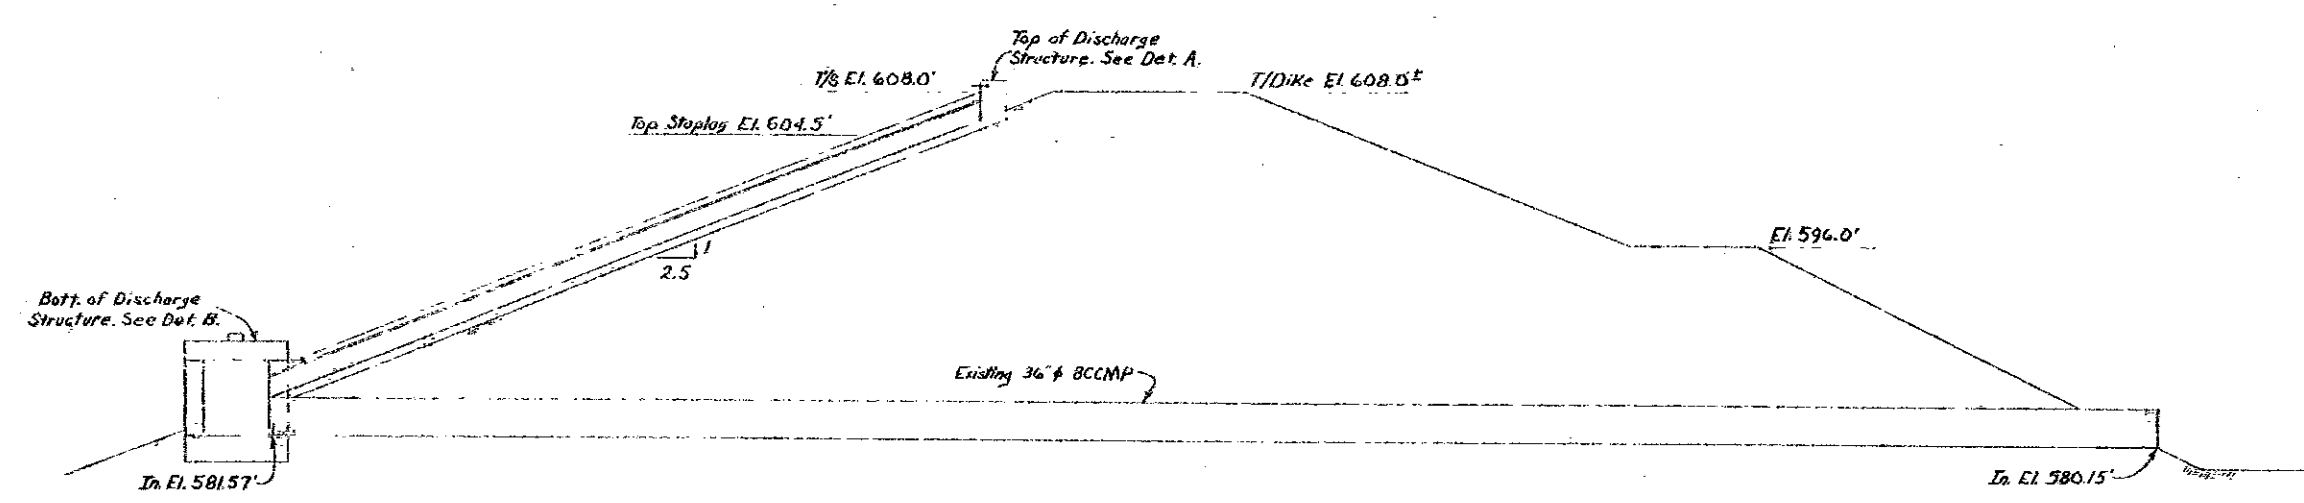 Top of Discharge
Structure. See Det. A.
T/S El. 608.0'
T/Dike El. 608.0'±
Top Stoplog El. 604.5'
El. 596.0'
1
2.5
Bott. of Discharge
Structure. See Det. B.
Existing 36"ϕ BCCMP
In. El. 581.57'
In. El. 580.15'